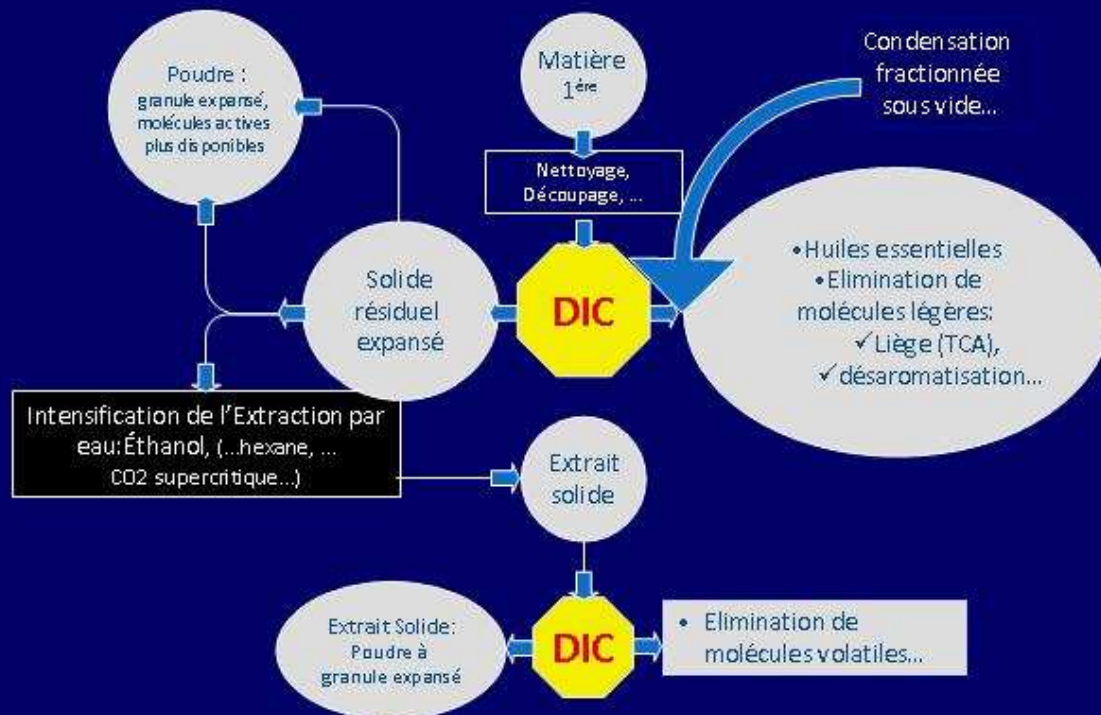 Matière
1ère
Nettoyage,
Découpage, ...
DIC
Condensation
fractionnée
sous vide...
•Huiles essentielles
•Elimination de
molécules légères:
✓Liège (TCA),
✓désaromatisation...
Solide
résiduel
expansé
Poudre :
granule expansé,
molécules actives
plus disponibles
Intensification de l'Extraction par
eau:Éthanol, (...hexane, ...
CO2 supercritique...)
Extrait
solide
DIC
Extrait Solide:
Poudre à
granule expansé
• Elimination de
molécules volatiles...